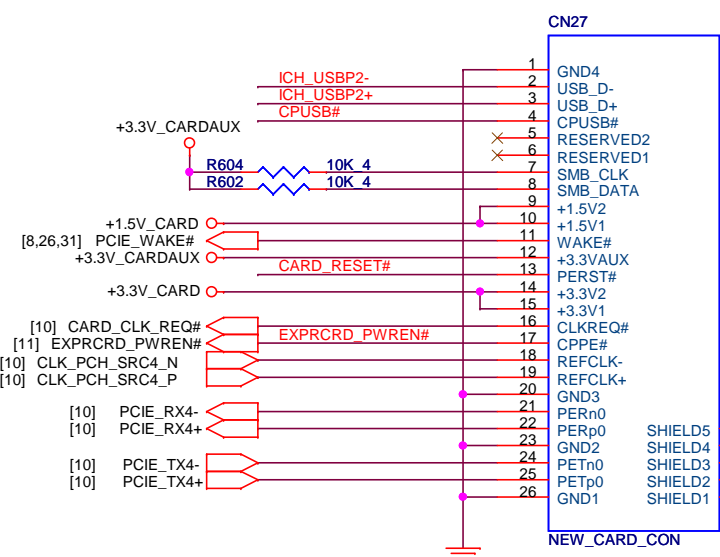 CN27
1 GND4
ICH_USBP2- 2 USB_D-
ICH_USBP2+ 3 USB_D+
CPUSB# 4 CPUSB#
+3.3V_CARDAUX 5 RESERVED2
6 RESERVED1
R604 10K_4 7 SMB_CLK
R602 10K_4 8 SMB_DATA
9 +1.5V2
+1.5V_CARD 10 +1.5V1
[8,26,31] PCIE_WAKE# 11 WAKE#
+3.3V_CARDAUX 12 +3.3VAUX
CARD_RESET# 13 PERST#
+3.3V_CARD 14 +3.3V2
15 +3.3V1
[10] CARD_CLK_REQ# 16 CLKREQ#
[11] EXPRCRD_PWREN# EXPRCRD_PWREN# 17 CPPE#
[10] CLK_PCH_SRC4_N 18 REFCLK-
[10] CLK_PCH_SRC4_P 19 REFCLK+
20 GND3
[10] PCIE_RX4- 21 PERn0
[10] PCIE_RX4+ 22 PERp0 SHIELD5
23 GND2 SHIELD4
[10] PCIE_TX4- 24 PETn0 SHIELD3
[10] PCIE_TX4+ 25 PETp0 SHIELD2
26 GND1 SHIELD1
NEW_CARD_CON